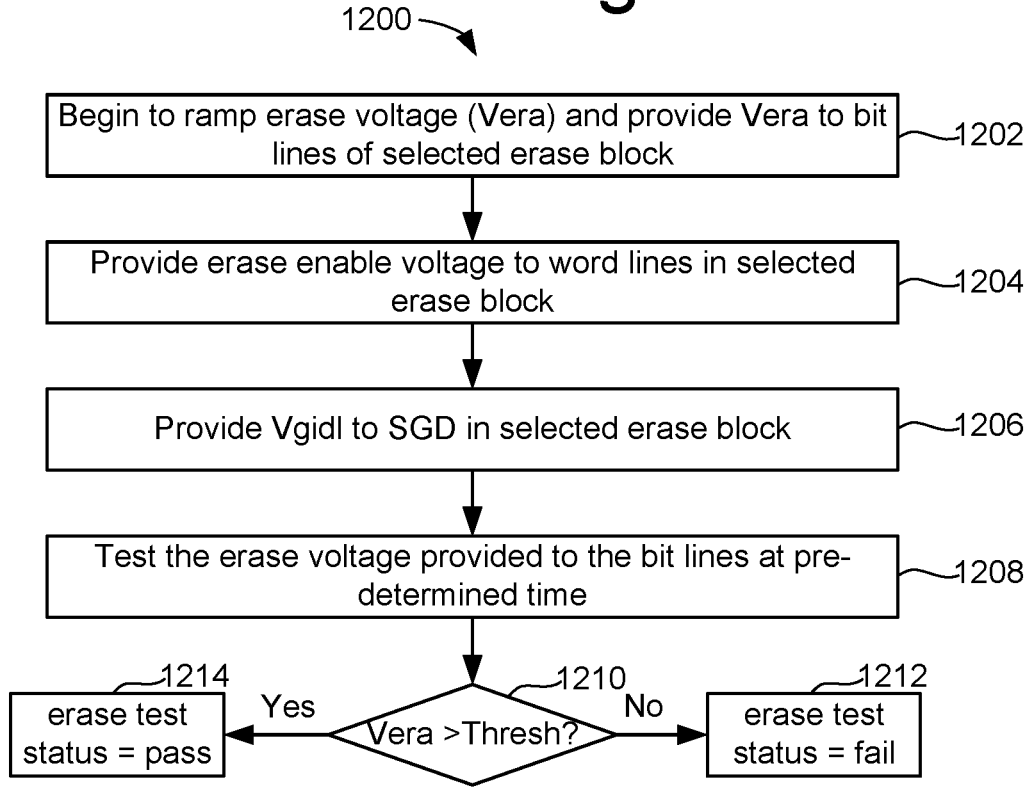 1200
Begin to ramp erase voltage (Vera) and provide Vera to bit
lines of selected erase block
1202
Provide erase enable voltage to word lines in selected
erase block
1204
Provide Vgidl to SGD in selected erase block
1206
Test the erase voltage provided to the bit lines at pre-
determined time
1208
1214
1210
1212
Yes
No
erase test
status = pass
Vera >Thresh?
erase test
status = fail